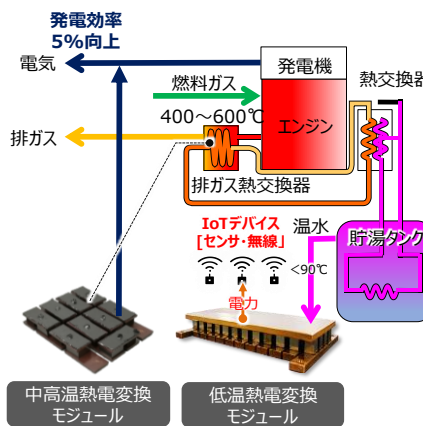 発電効率
5%向上
電気
発電機
燃料ガス
熱交換器
400～600℃
エンジン
排ガス
排ガス熱交換器
IoTデバイス
[センサ・無線」
温水
貯湯タンク
<90℃
電力
中高温熱電変換
モジュール
低温熱電変換
モジュール